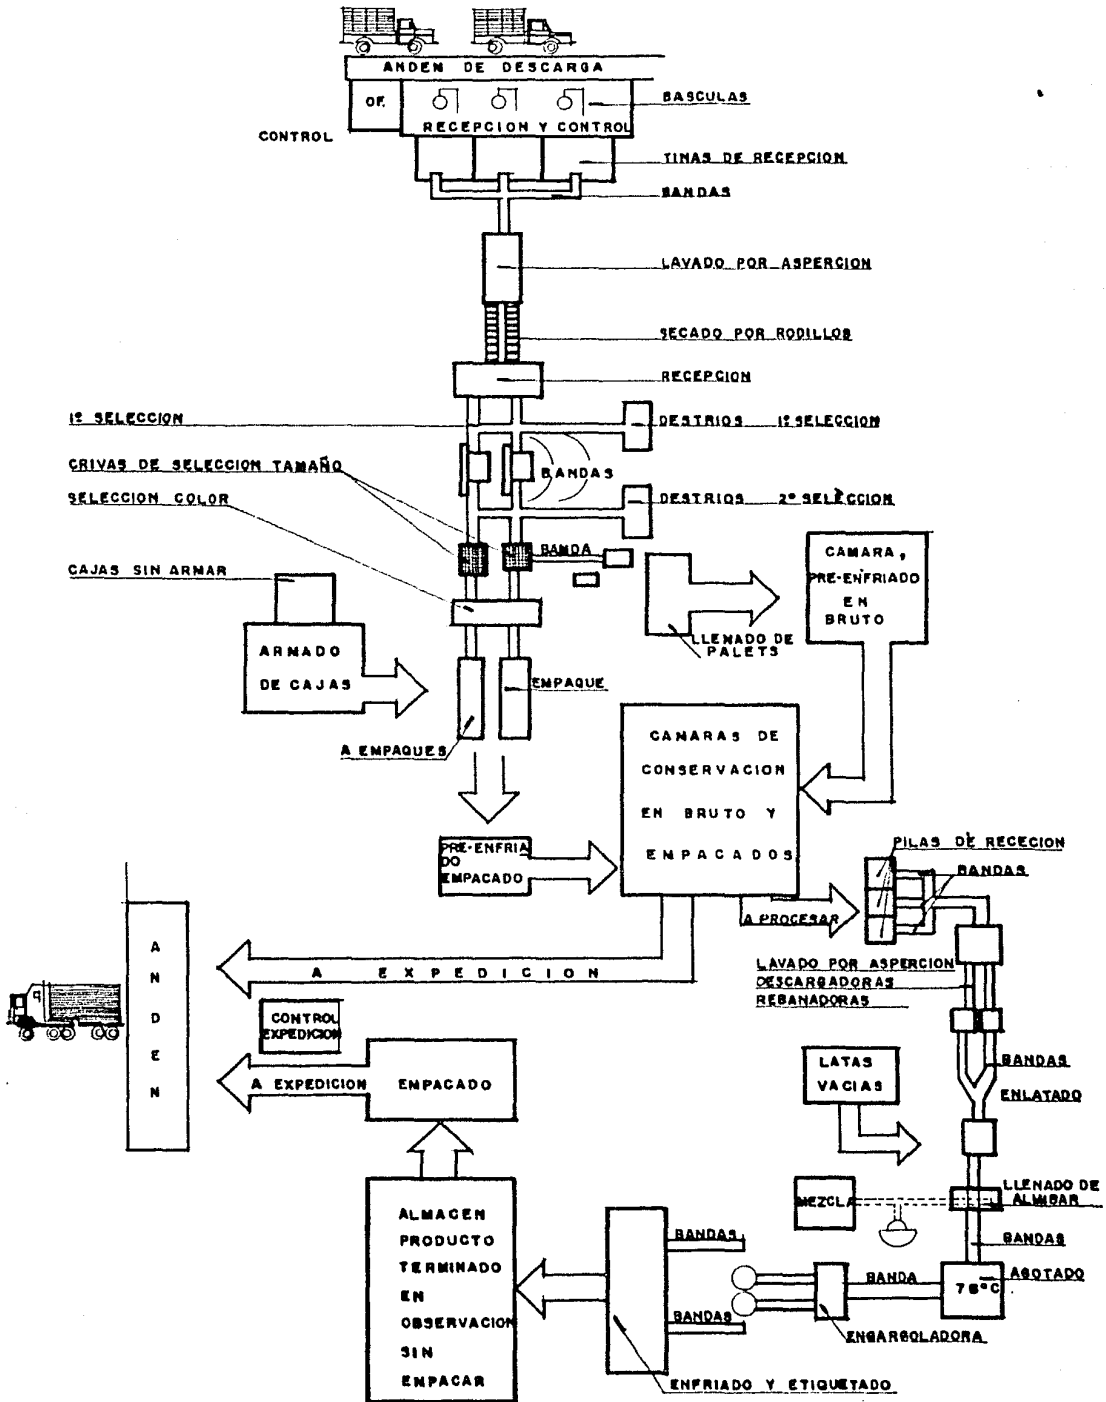 ANDEN DE DESCARGA
OF.
BASCULAS
RECEPCION Y CONTROL
CONTROL
TINAS DE RECEPCION
BANDAS
LAVADO POR ASPERCION
SECADO POR RODILLOS
RECEPCION
1º SELECCION
DESTRIOS 1º SELECCION
CRIVAS DE SELECCION TAMAÑO
BANDAS
SELECCION COLOR
DESTRIOS 2º SELECCION
BANDA
CAJAS SIN ARMAR
CAMARA,
PRE-ENFRIADO
EN
BRUTO
LLENADO DE
PALETS
ARMADO
DE CAJAS
EMPAQUE
A EMPAQUES
CAMARAS DE
CONSERVACION
EN BRUTO Y
EMPACADOS
PRE-ENFRIA
DO
EMPACADO
PILAS DE RECECION
BANDAS
A PROCESAR
A EXPEDICION
LAVADO POR ASPERCION
DESCARGADORAS
REBANADORAS
ANDEN
CONTROL
EXPEDICION
A EXPEDICION
EMPACADO
LATAS
VACIAS
BANDAS
ENLATADO
LLENADO DE
ALMIBAR
MEZCLA
BANDAS
ALMACEN
PRODUCTO
TERMINADO
EN
OBSERVACION
SIN
EMPACAR
BANDAS
BANDAS
BANDA
AGOTADO
ENGARGOLADORA
ENFRIADO Y ETIQUETADO